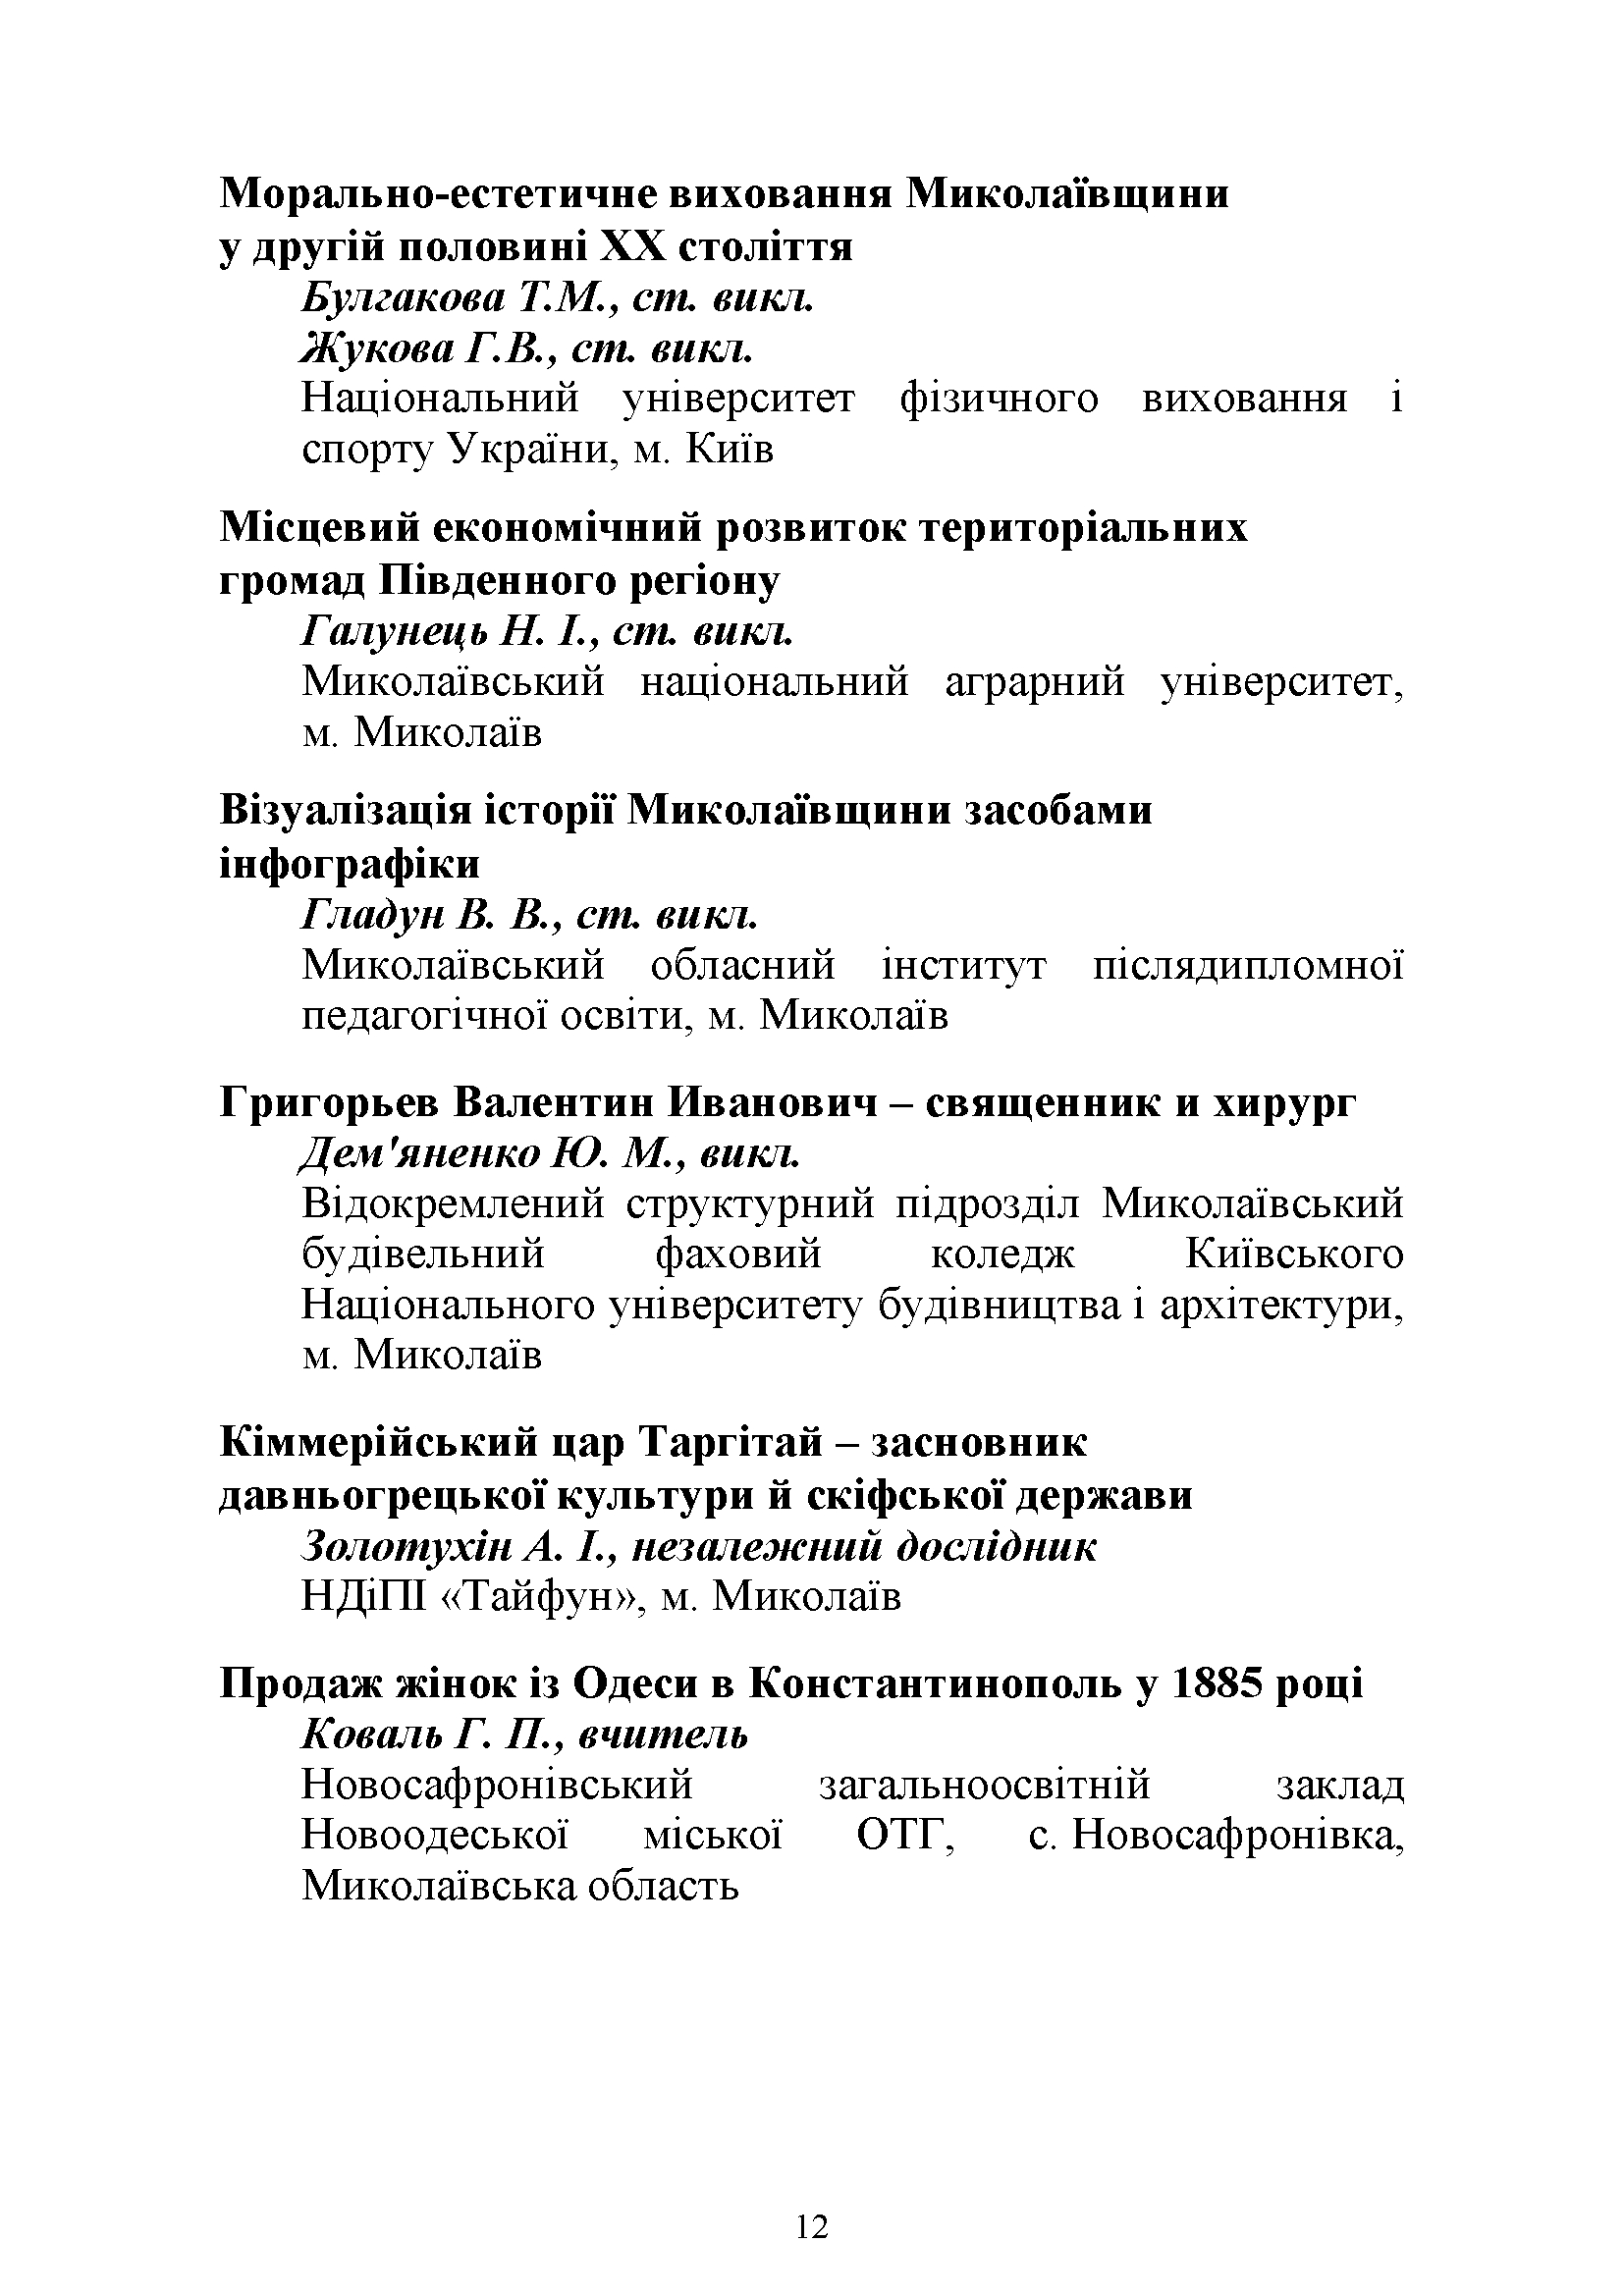 Морально-естетичне виховання Миколаївщини
у другій половині ХХ століття
Булгакова Т.М., ст. викл.
Жукова Г.В., ст. викл.
Національний університет фізичного виховання і
спорту України, м. Київ
Місцевий економічний розвиток територіальних
громад Південного регіону
Галунець Н. І., ст. викл.
Миколаївський національний аграрний університет,
м. Миколаїв
Візуалізація історії Миколаївщини засобами
інфографіки
Гладун В. В., ст. викл.
Миколаївський обласний інститут післядипломної
педагогічної освіти, м. Миколаїв
Григорьев Валентин Иванович – священник и хирург
Дем'яненко Ю. М., викл.
Відокремлений структурний підрозділ Миколаївський
будівельний фаховий коледж Київського
Національного університету будівництва і архітектури,
м. Миколаїв
Кіммерійський цар Таргітай – засновник
давньогрецької культури й скіфської держави
Золотухін А. І., незалежний дослідник
НДіПІ «Тайфун», м. Миколаїв
Продаж жінок із Одеси в Константинополь у 1885 році
Коваль Г. П., вчитель
Новосафронівський загальноосвітній заклад
Новоодеської міської ОТГ, с. Новосафронівка,
Миколаївська область
12